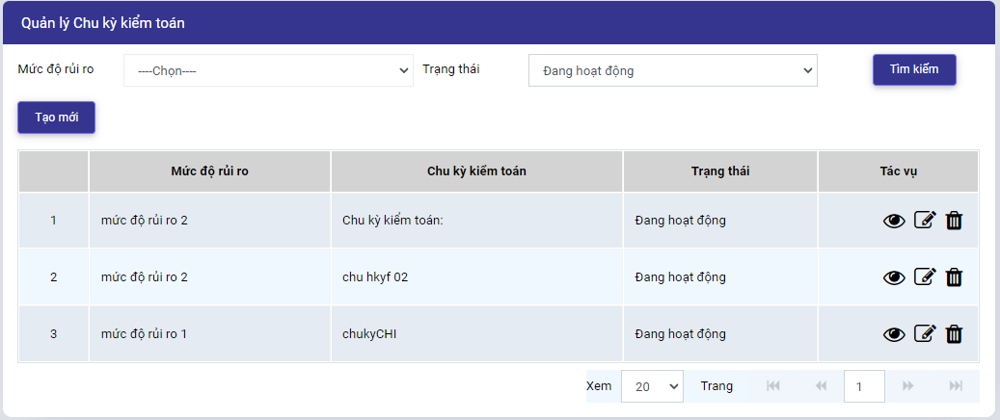 Quản lý Chu kỳ kiểm toán
Mức độ rủi ro ----Chọn---- Trạng thái Đang hoạt động Tìm kiếm
Tạo mới
Mức độ rủi ro Chu kỳ kiểm toán Trạng thái Tác vụ
1 mức độ rủi ro 2 Chu kỳ kiểm toán: Đang hoạt động
2 mức độ rủi ro 2 chu hkyf 02 Đang hoạt động
3 mức độ rủi ro 1 chukyCHI Đang hoạt động
Xem 20 Trang 1